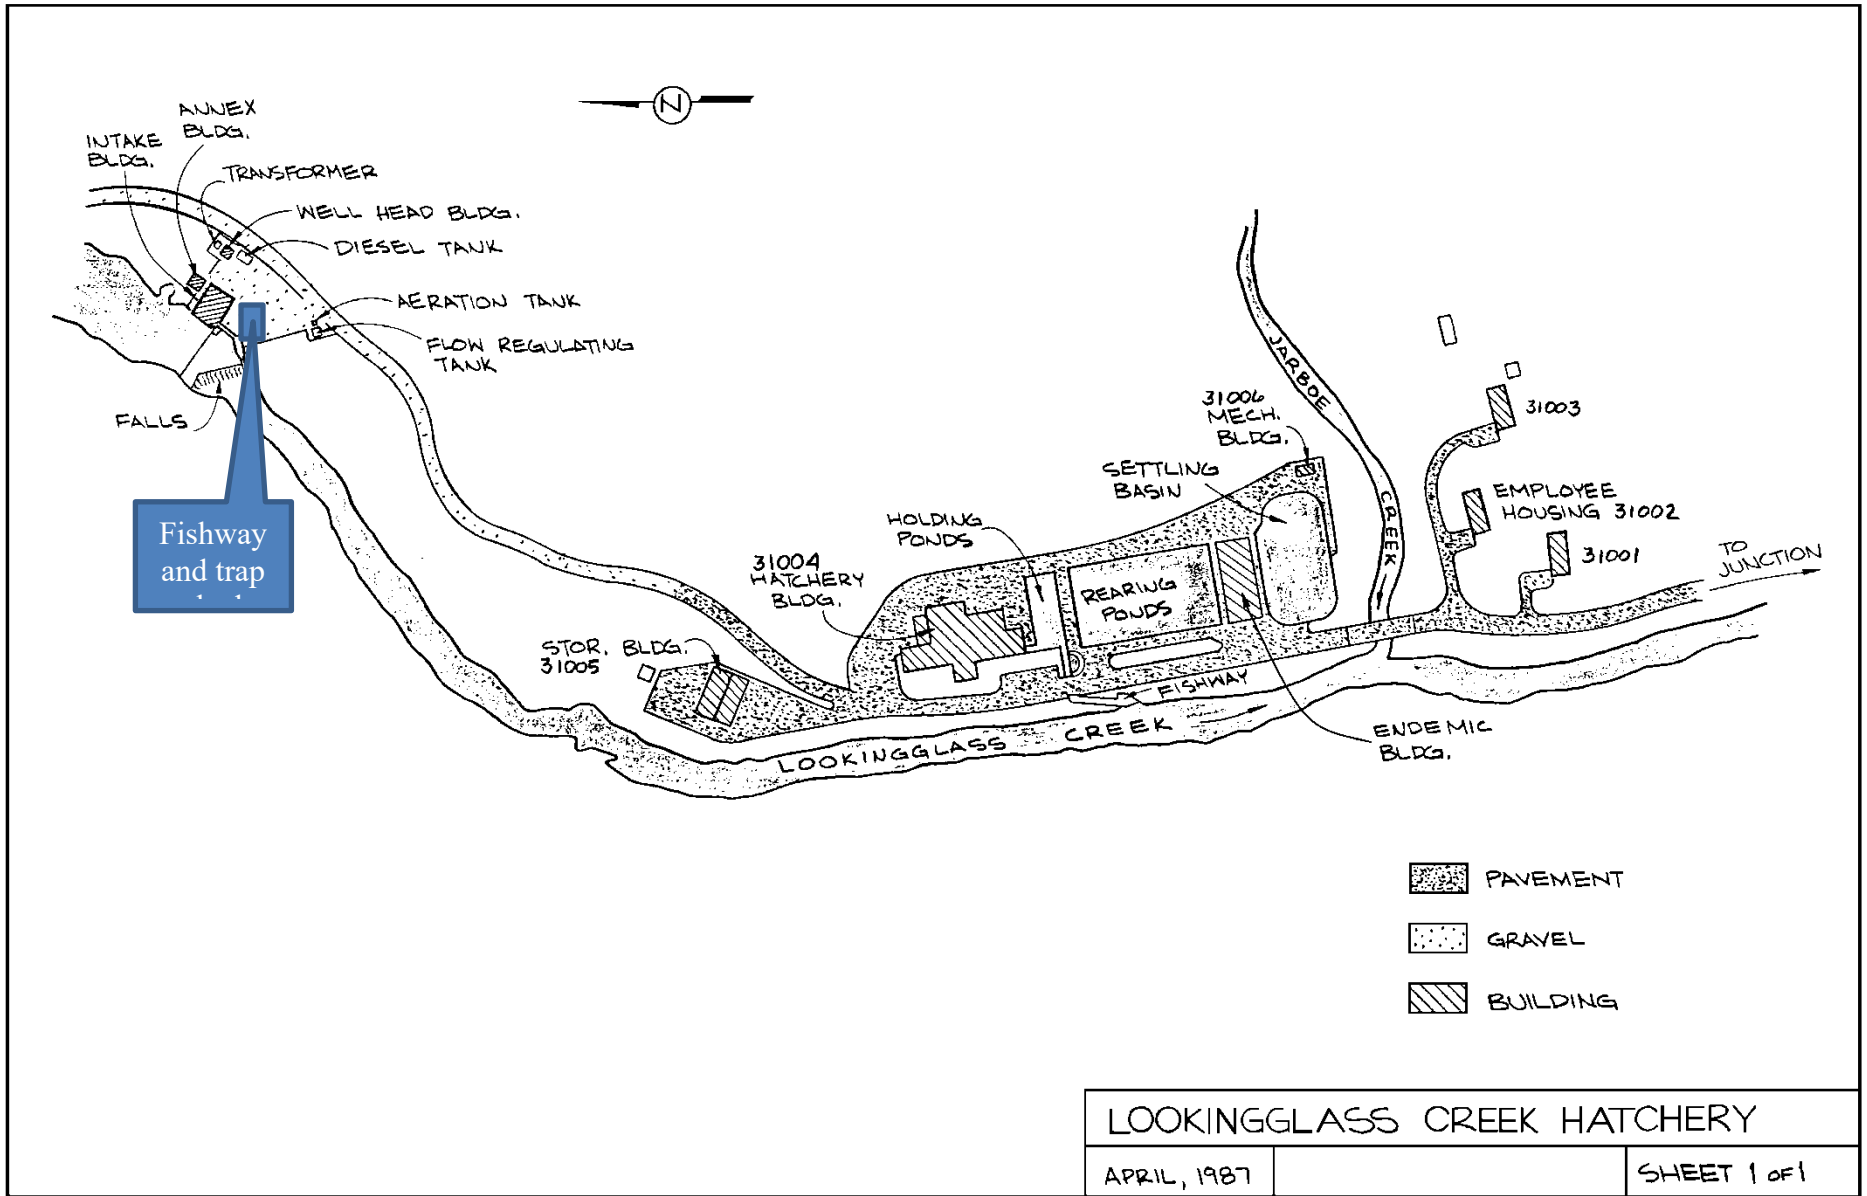 N
ANNEX
BLDG.
INTAKE
BLDG.
TRANSFORMER
WELL HEAD BLDG.
DIESEL TANK
AERATION TANK
FLOW REGULATING
TANK
FALLS
Fishway
and trap
JARBOE
CREEK
31003
31006
MECH.
BLDG.
SETTLING
BASIN
EMPLOYEE
HOUSING 31002
31001
TO
JUNCTION
HOLDING
PONDS
31004
HATCHERY
BLDG.
REARING
PONDS
STOR. BLDG.
31005
FISHWAY
LOOKINGGLASS CREEK
ENDEMIC
BLDG.
PAVEMENT
GRAVEL
BUILDING
LOOKINGGLASS CREEK HATCHERY
APRIL, 1987
SHEET 1 OF 1